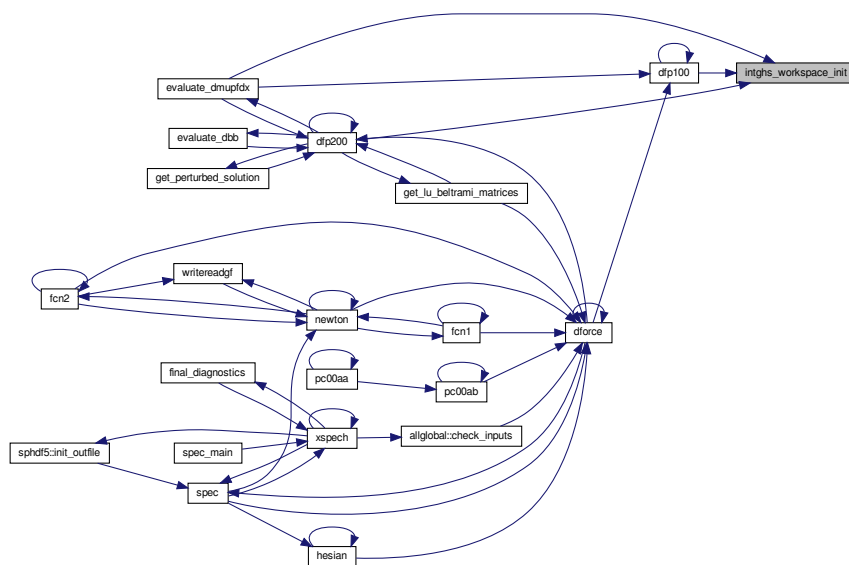 intghs_workspace_init
dfp100
evaluate_dmupfdx
evaluate_dbb
dfp200
get_perturbed_solution
get_lu_beltrami_matrices
writereadgf
fcn2
newton
fcn1
dforce
final_diagnostics
pc00aa
pc00ab
xspech
allglobal::check_inputs
sphdf5::init_outfile
spec_main
spec
hesian